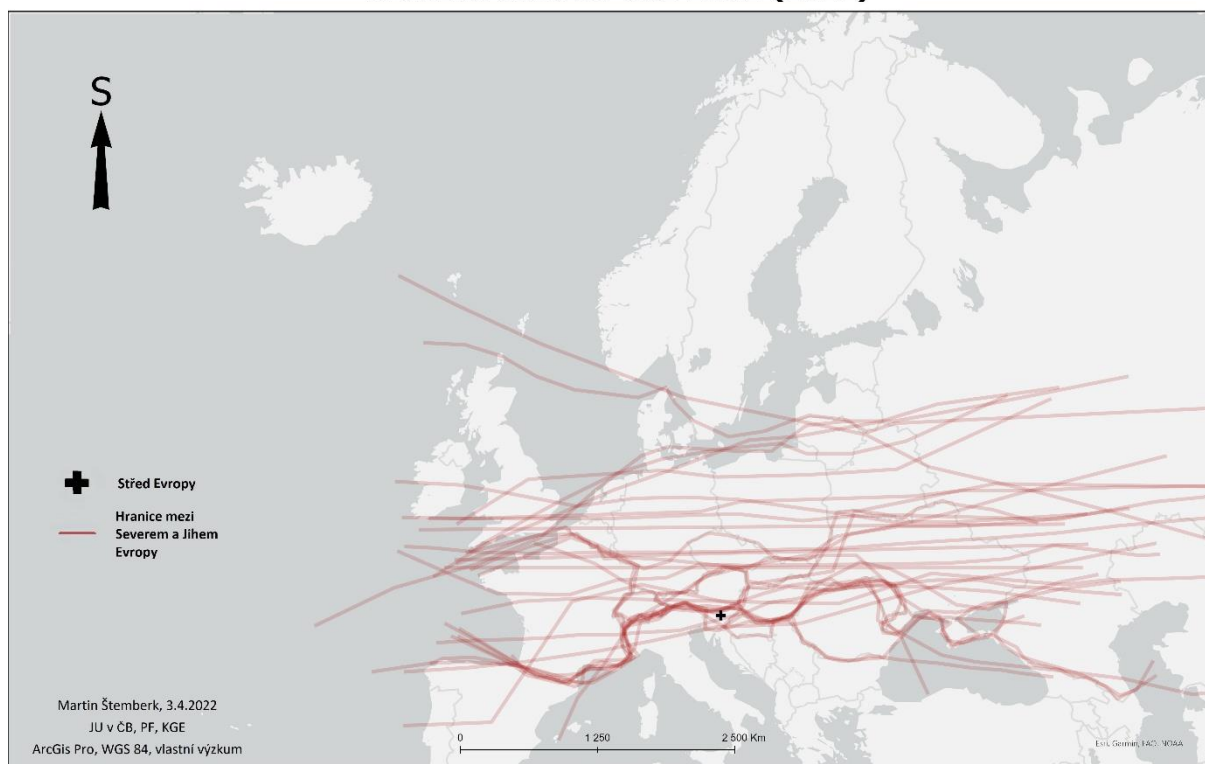 S
Střed Evropy
Hranice mezi
Severem a Jihem
Evropy
Martin Štemberk, 3.4.2022
JU v ČB, PF, KGE
ArcGis Pro, WGS 84, vlastní výzkum
0 1 250 2 500 Km
Esri, Garmin, FAO, NOAA